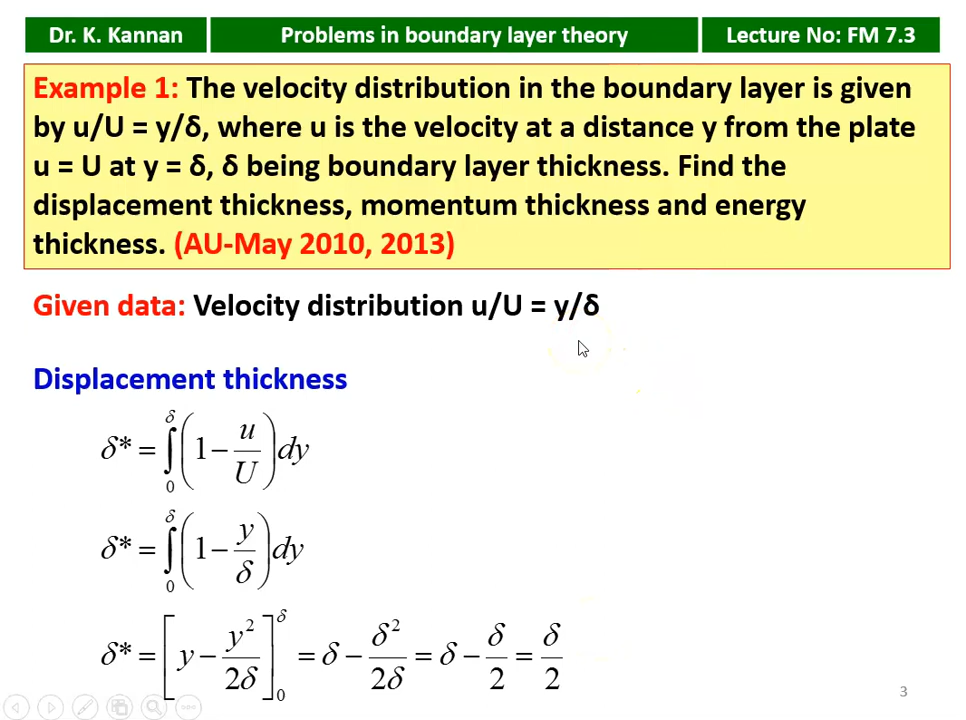 Dr. K. Kannan
Problems in boundary layer theory
Lecture No: FM 7.3
Example 1: The velocity distribution in the boundary layer is given
by u/U = y/δ, where u is the velocity at a distance y from the plate
u = U at y = δ, δ being boundary layer thickness. Find the
displacement thickness, momentum thickness and energy
thickness. (AU-May 2010, 2013)
Given data: Velocity distribution u/U = y/δ
Displacement thickness
δ* = ∫₀^δ (1 − u/U) dy
δ* = ∫₀^δ (1 − y/δ) dy
δ* = [y − y²/2δ]₀^δ = δ − δ²/2δ = δ − δ/2 = δ/2
3